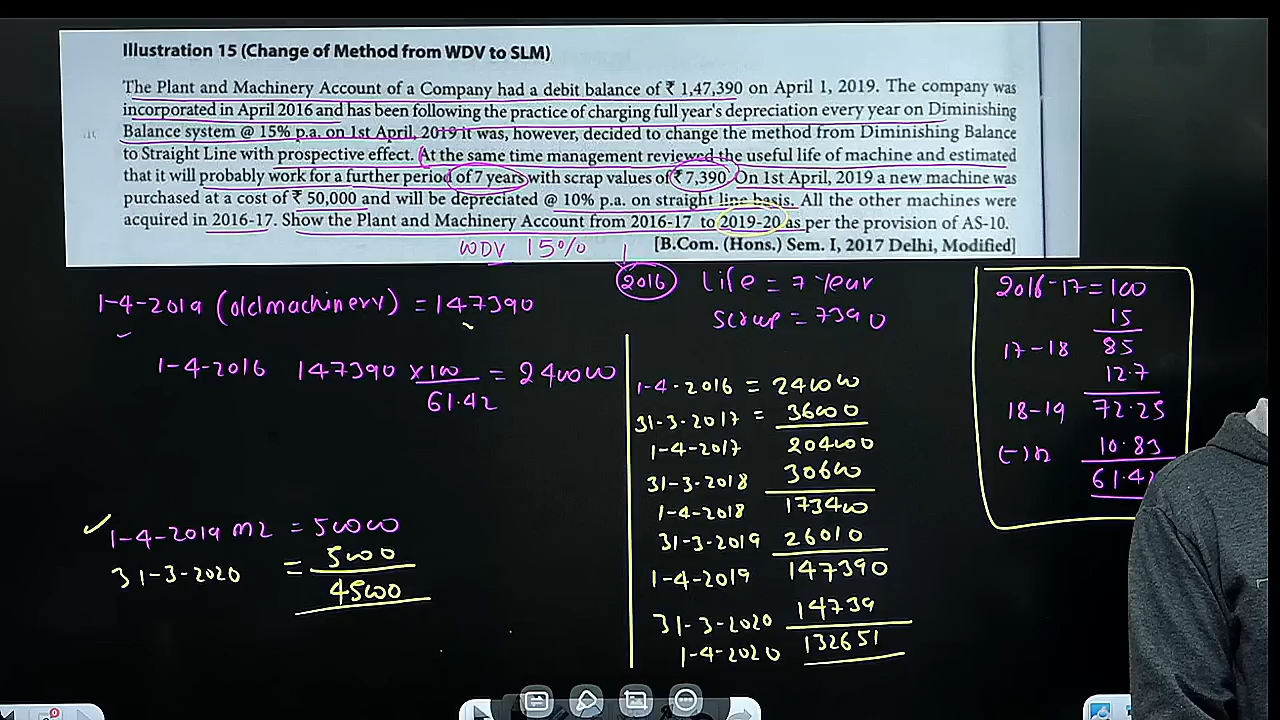 Illustration 15 (Change of Method from WDV to SLM)
The Plant and Machinery Account of a Company had a debit balance of ₹ 1,47,390 on April 1, 2019. The company was
incorporated in April 2016 and has been following the practice of charging full year's depreciation every year on Diminishing
Balance system @ 15% p.a. on 1st April, 2019 it was, however, decided to change the method from Diminishing Balance
to Straight Line with prospective effect. At the same time management reviewed the useful life of machine and estimated
that it will probably work for a further period of 7 years with scrap values of ₹ 7,390 On 1st April, 2019 a new machine was
purchased at a cost of ₹ 50,000 and will be depreciated @ 10% p.a. on straight line basis. All the other machines were
acquired in 2016-17. Show the Plant and Machinery Account from 2016-17 to 2019-20 as per the provision of AS-10.
[B.Com. (Hons.) Sem. I, 2017 Delhi, Modified]
WDV 15%
2016
Life = 7 year
Scrap = 7390
1-4-2019 (old machinery) = 147390
1-4-2016 147390 × 100 = 240000
61.42
1-4-2019 m2 = 50000
31-3-2020 = 5000
45000
1-4-2016 = 240000
31-3-2017 = 36000
1-4-2017 204000
31-3-2018 30600
1-4-2018 173400
31-3-2019 26010
1-4-2019 147390
31-3-2020 14739
1-4-2020 132651
2016-17 = 100
15
17-18 85
12.7
18-19 72.25
10.83
61.42